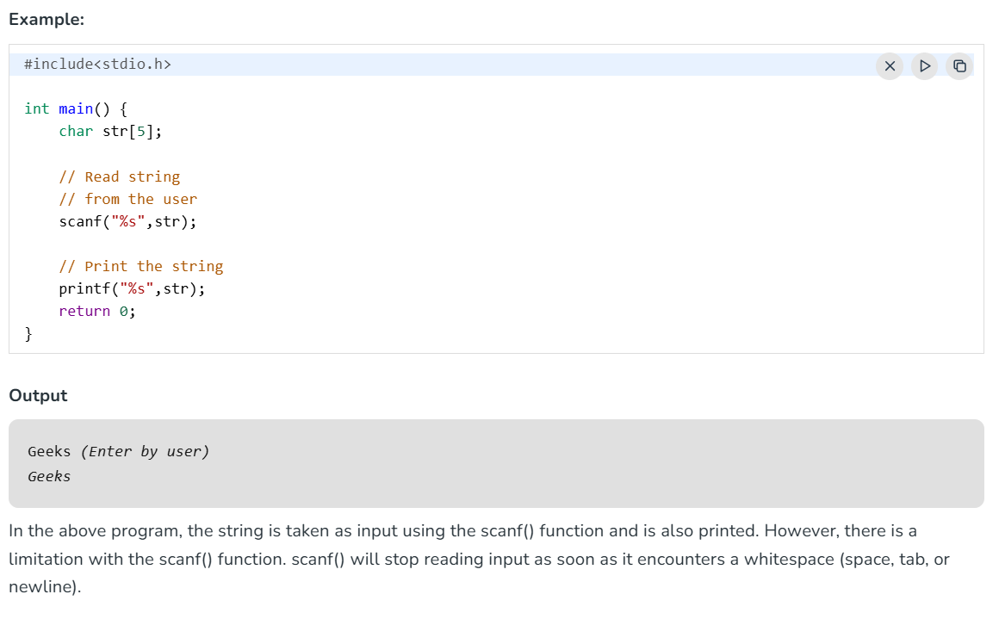 Example:
#include<stdio.h>
int main() {
    char str[5];
    // Read string
    // from the user
    scanf("%s",str);
    // Print the string
    printf("%s",str);
    return 0;
}
Output
Geeks (Enter by user)
Geeks
In the above program, the string is taken as input using the scanf() function and is also printed. However, there is a
limitation with the scanf() function. scanf() will stop reading input as soon as it encounters a whitespace (space, tab, or
newline).